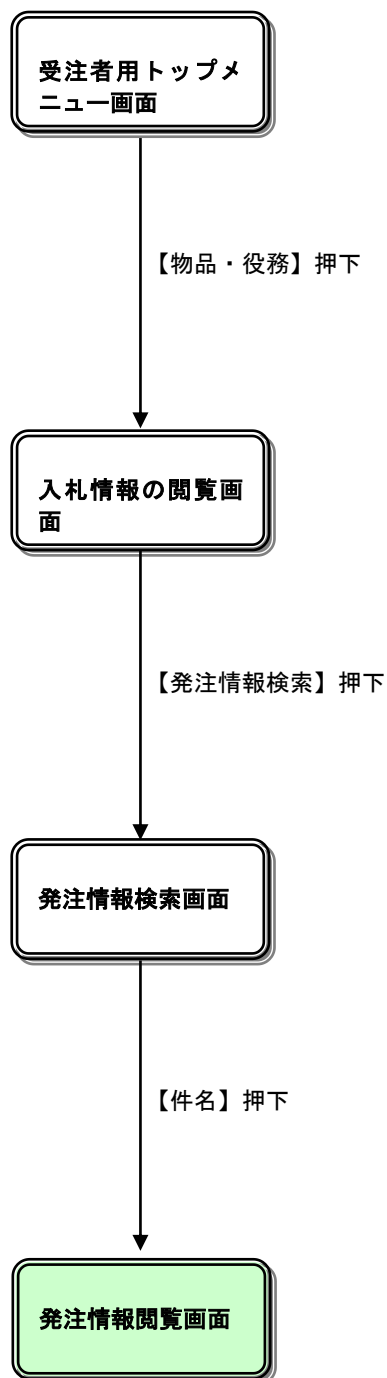 受注者用トップメ
ニュー画面
【物品・役務】押下
入札情報の閲覧画
面
【発注情報検索】押下
発注情報検索画面
【件名】押下
発注情報閲覧画面